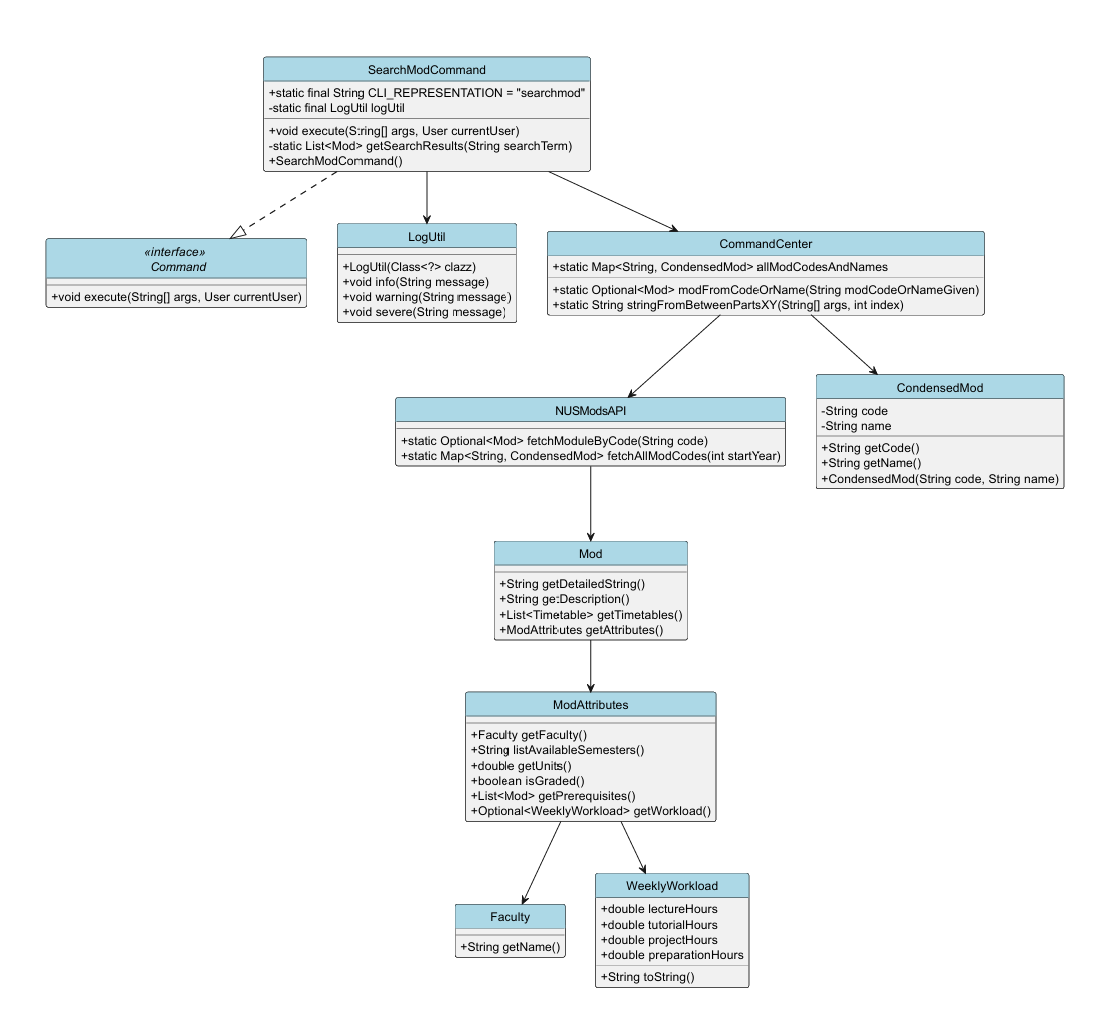 SearchModCommand
+static final String CLI_REPRESENTATION = "searchmod"
-static final LogUtil logUtil
+void execute(String[] args, User currentUser)
-static List<Mod> getSearchResults(String searchTerm)
+SearchModCommand()
«interface»
Command
+void execute(String[] args, User currentUser)
LogUtil
+LogUtil(Class<?> clazz)
+void info(String message)
+void warning(String message)
+void severe(String message)
CommandCenter
+static Map<String, CondensedMod> allModCodesAndNames
+static Optional<Mod> modFromCodeOrName(String modCodeOrNameGiven)
+static String stringFromBetweenPartsXY(String[] args, int index)
NUSModsAPI
+static Optional<Mod> fetchModuleByCode(String code)
+static Map<String, CondensedMod> fetchAllModCodes(int startYear)
CondensedMod
-String code
-String name
+String getCode()
+String getName()
+CondensedMod(String code, String name)
Mod
+String getDetailedString()
+String getDescription()
+List<Timetable> getTimetables()
+ModAttributes getAttributes()
ModAttributes
+Faculty getFaculty()
+String listAvailableSemesters()
+double getUnits()
+boolean isGraded()
+List<Mod> getPrerequisites()
+Optional<WeeklyWorkload> getWorkload()
Faculty
+String getName()
WeeklyWorkload
+double lectureHours
+double tutorialHours
+double projectHours
+double preparationHours
+String toString()